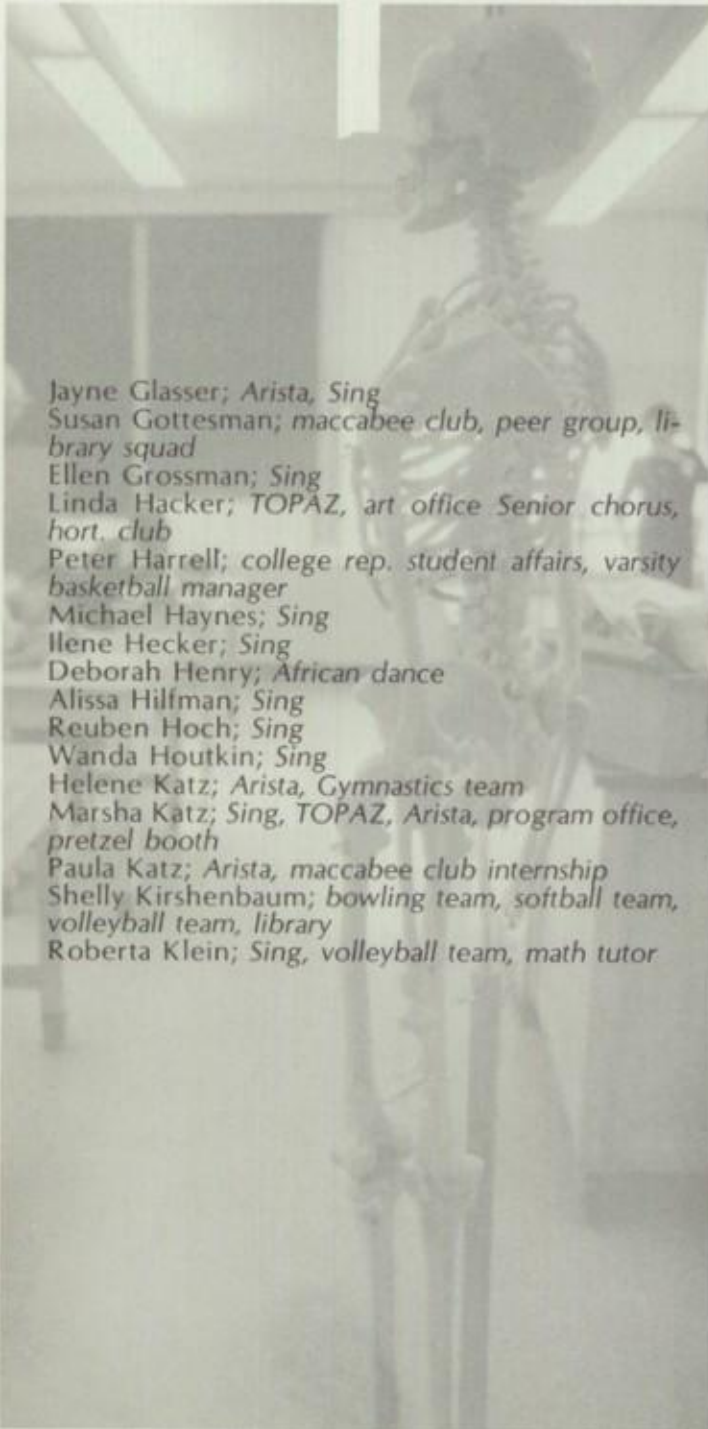 Jayne Glasser; Arista, Sing
Susan Gottesman; maccabee club, peer group, li-
brary squad
Ellen Grossman; Sing
Linda Hacker; TOPAZ, art office Senior chorus,
hort. club
Peter Harrell; college rep. student affairs, varsity
basketball manager
Michael Haynes; Sing
Ilene Hecker; Sing
Deborah Henry; African dance
Alissa Hilfman; Sing
Reuben Hoch; Sing
Wanda Houtkin; Sing
Helene Katz; Arista, Gymnastics team
Marsha Katz; Sing, TOPAZ, Arista, program office,
pretzel booth
Paula Katz; Arista, maccabee club internship
Shelly Kirshenbaum; bowling team, softball team,
volleyball team, library
Roberta Klein; Sing, volleyball team, math tutor